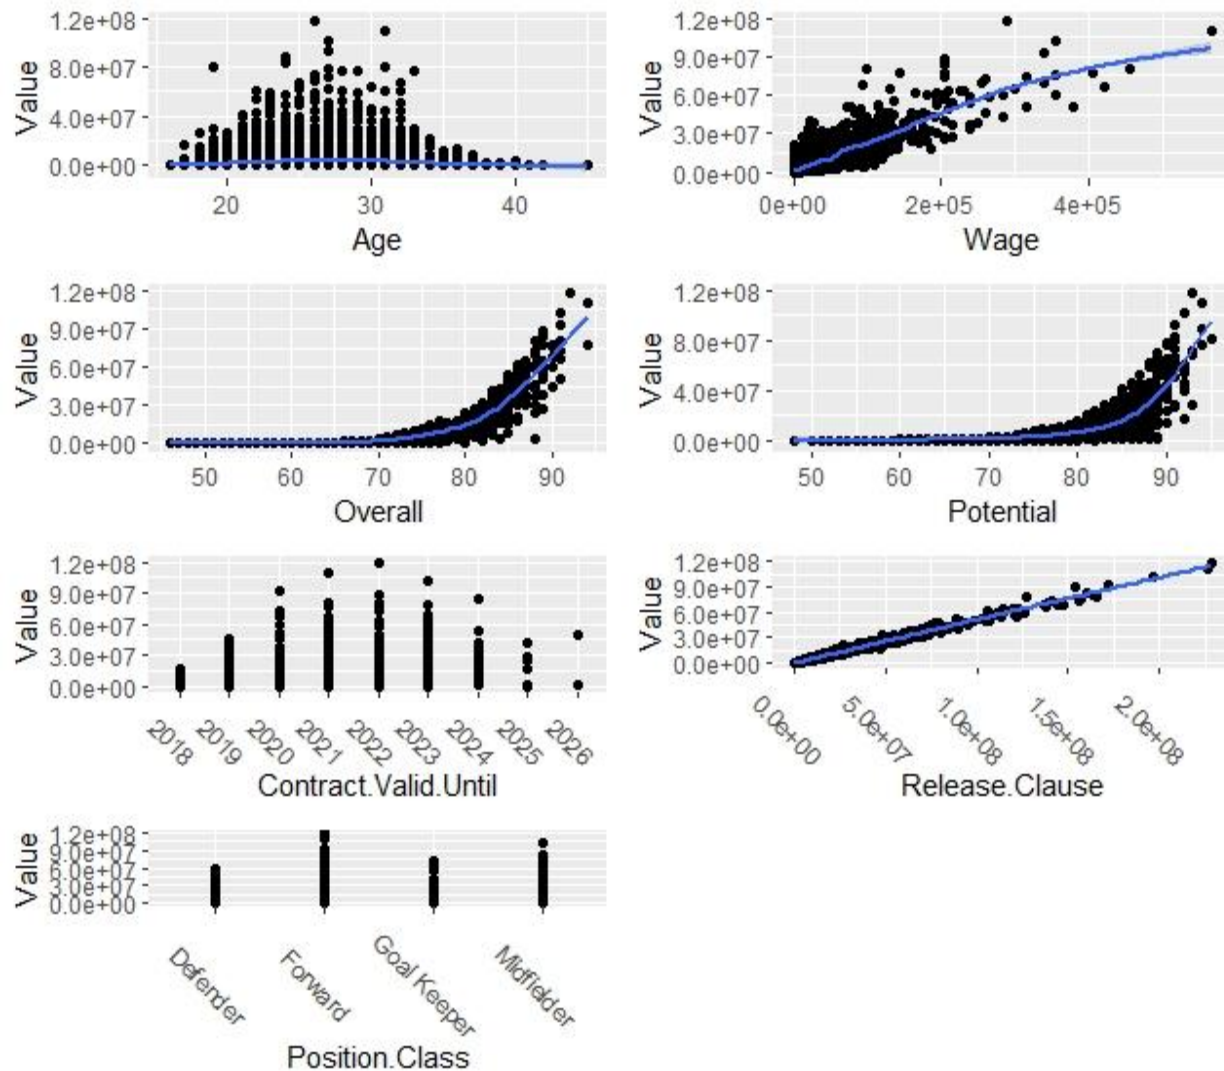 Value
1.2e+08
8.0e+07
4.0e+07
0.0e+00
20 30 40
Age
Value
1.2e+08
9.0e+07
6.0e+07
3.0e+07
0.0e+00
0e+00 2e+05 4e+05
Wage
Value
1.2e+08
9.0e+07
6.0e+07
3.0e+07
0.0e+00
50 60 70 80 90
Overall
Value
1.2e+08
8.0e+07
4.0e+07
0.0e+00
50 60 70 80 90
Potential
Value
1.2e+08
9.0e+07
6.0e+07
3.0e+07
0.0e+00
2018 2019 2020 2021 2022 2023 2024 2025 2026
Contract.Valid.Until
Value
1.2e+08
9.0e+07
6.0e+07
3.0e+07
0.0e+00
0.0e+00 5.0e+07 1.0e+08 1.5e+08 2.0e+08
Release.Clause
Value
1.2e+08
9.0e+07
6.0e+07
3.0e+07
0.0e+00
Defender Forward Goal Keeper Midfielder
Position.Class